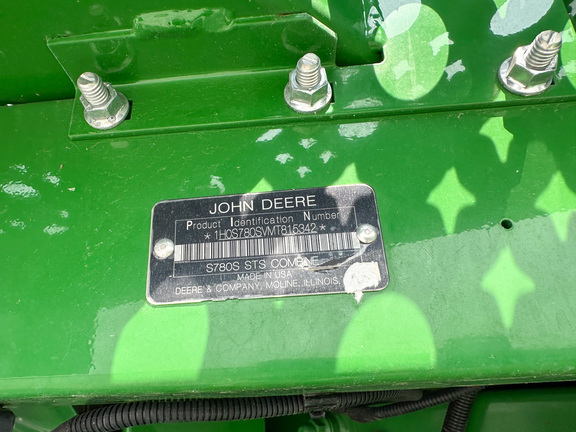 JOHN DEERE
Product Identification Number
*1H0S780SVMT815342*
S780S STS COMBINE
MADE IN USA
DEERE & COMPANY, MOLINE, ILLINOIS,